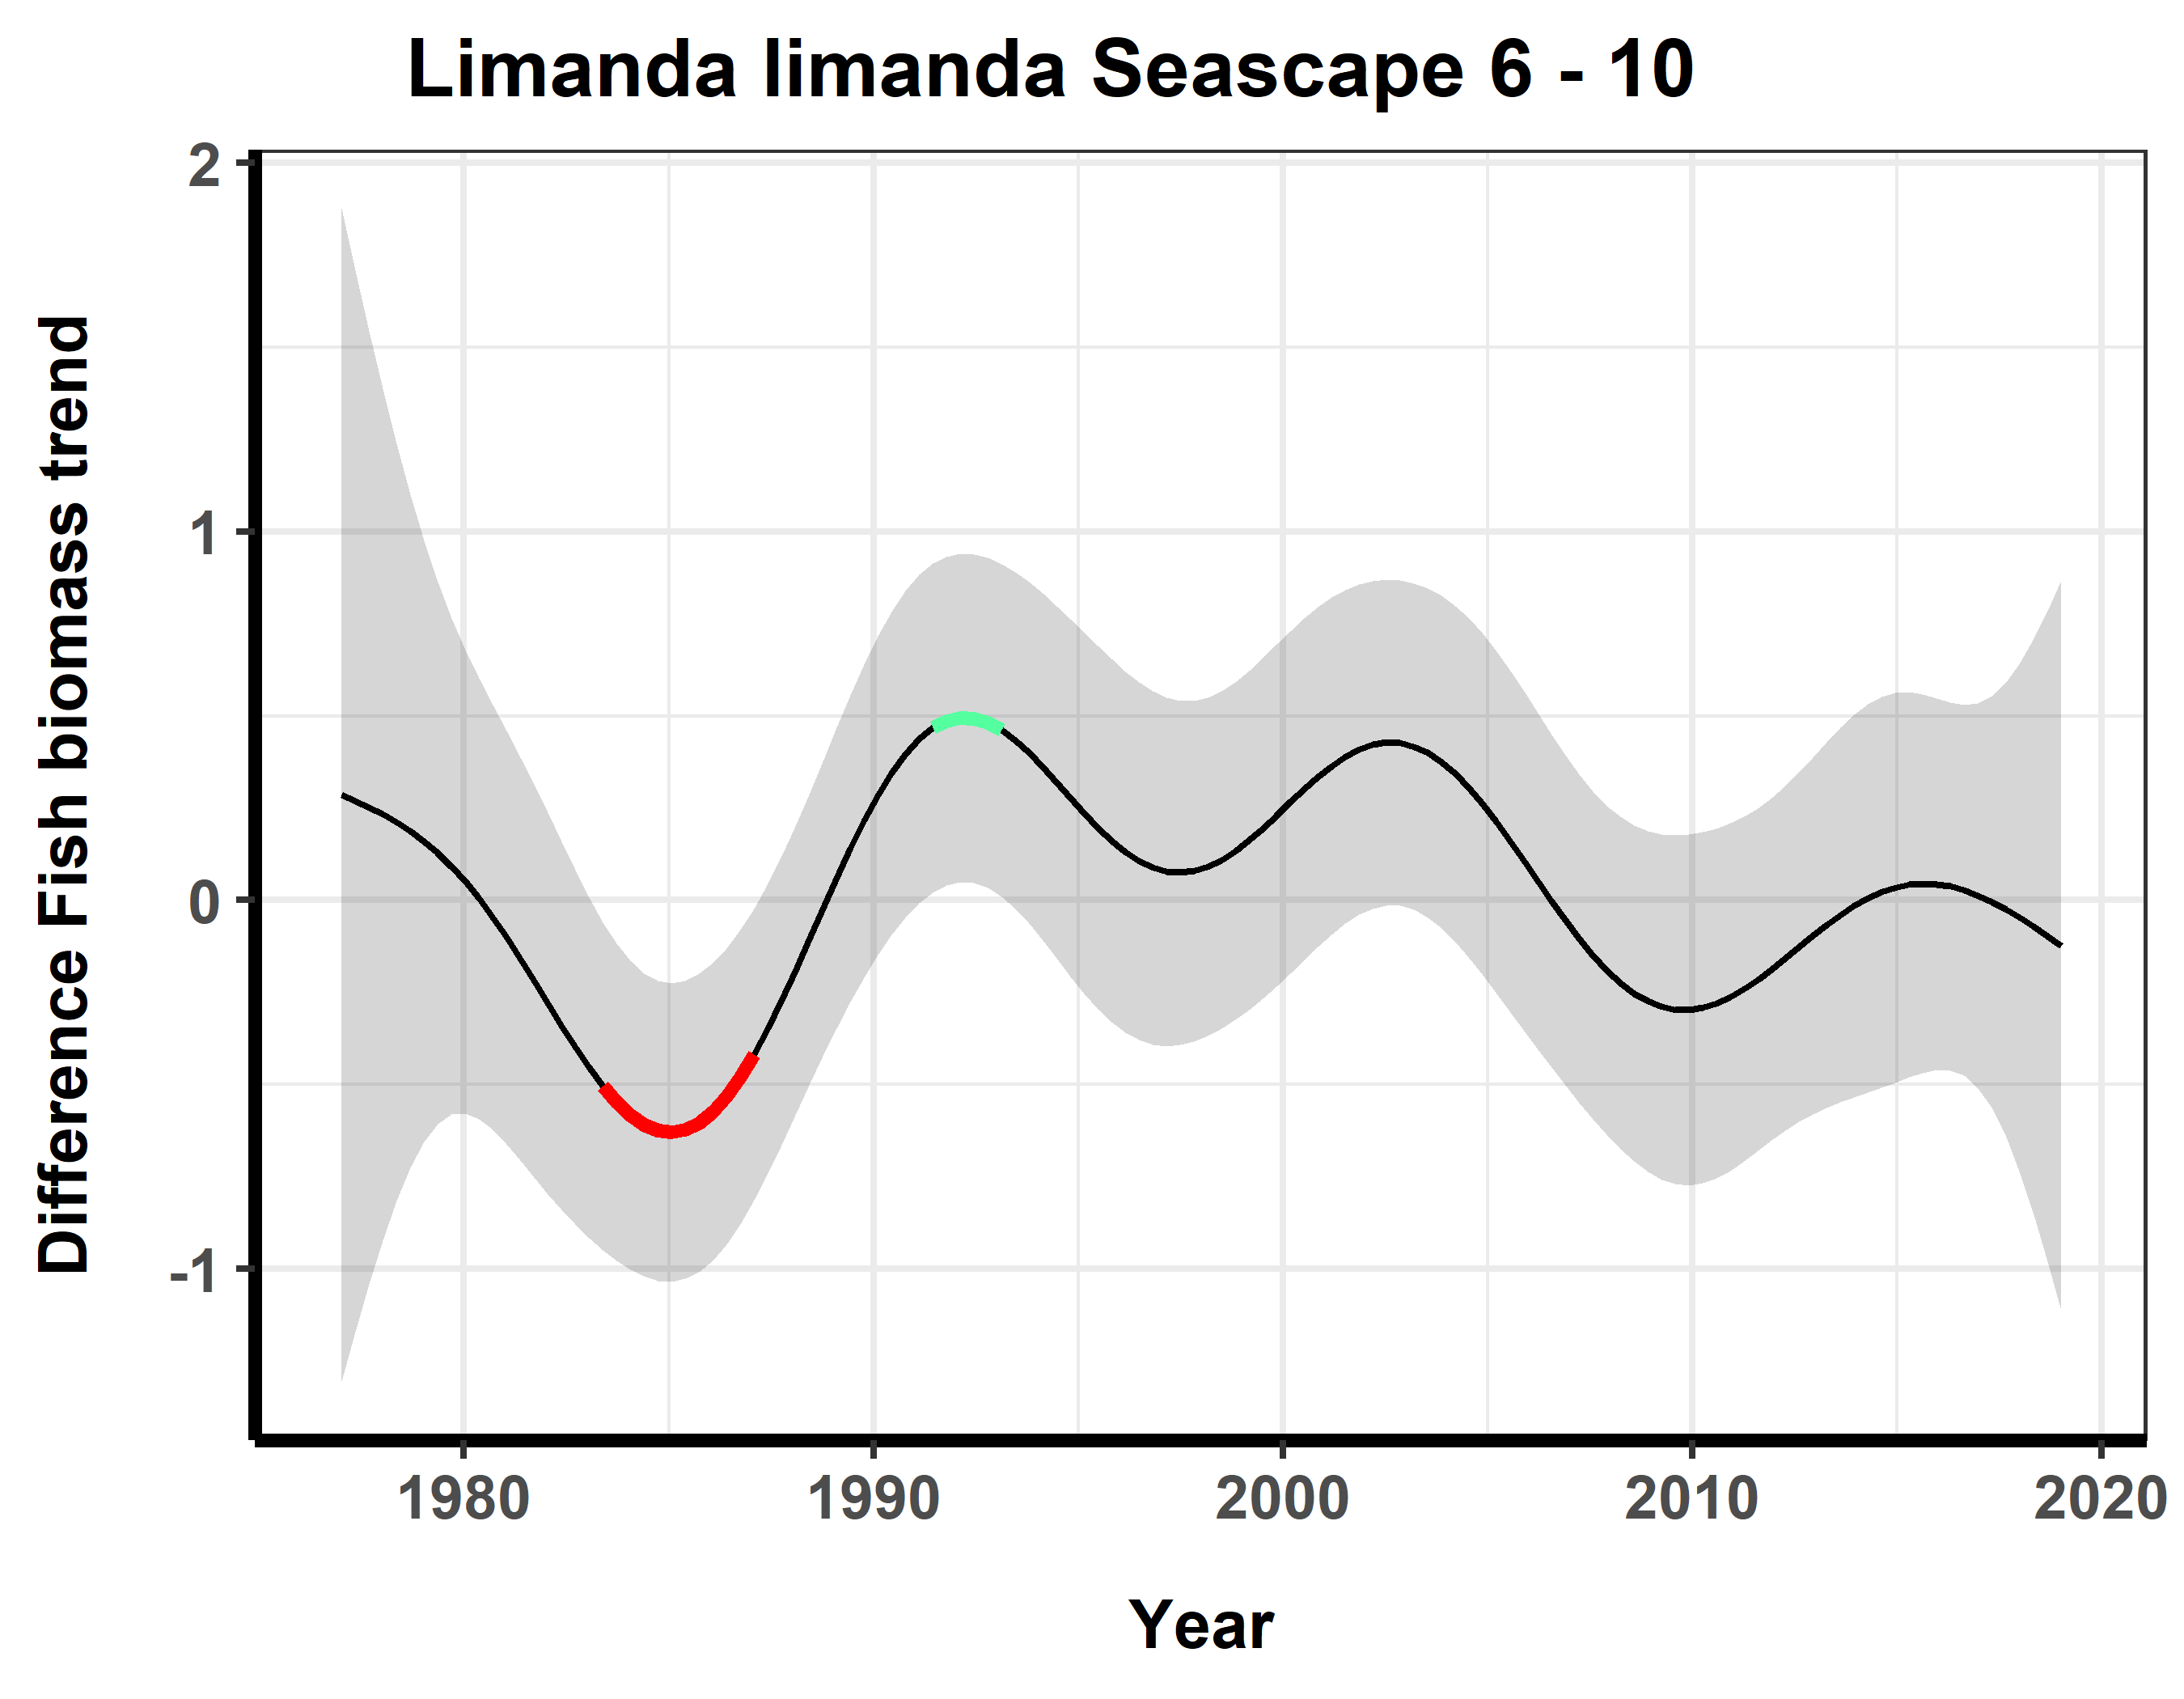 Limanda limanda Seascape 6 - 10
Difference Fish biomass trend
2
1
0
-1
1980 1990 2000 2010 2020
Year